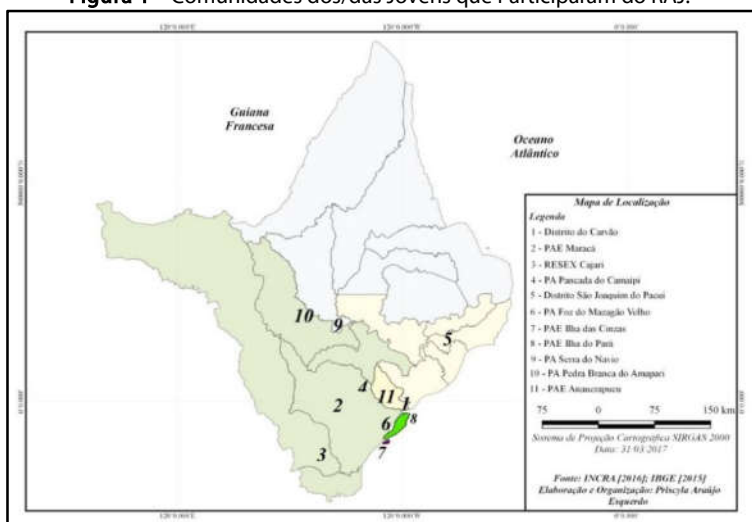 Figura 1 – Comunidades dos/das Jovens que Participaram do RAJ.
Guiana
Francesa
Oceano
Atlântico
10
9
5
4
11
2
1
6
8
7
3
Mapa de Localização
Legenda
1 - Distrito do Carvão
2 - PAE Maracá
3 - RESEX Cajari
4 - PA Pancada do Camaipi
5 - Distrito São Joaquim do Pacuí
6 - PA Foz do Mazagão Velho
7 - PAE Ilha das Cinzas
8 - PAE Ilha do Pará
9 - PA Serra do Navio
10 - PA Pedra Branca do Amapari
11 - PAE Anauerapucu
75 0 75 150 km
Sistema de Projeção Cartográfica SIRGAS 2000
Data: 31/03/2017
Fonte: INCRA [2016]; IBGE [2015]
Elaboração e Organização: Priscyla Araújo
Esquerdo